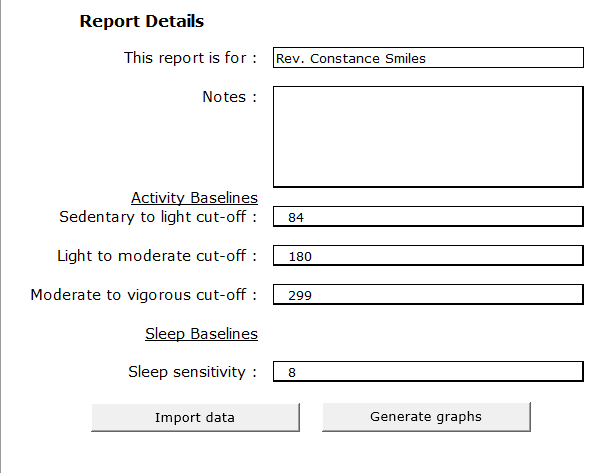 Report Details
This report is for : Rev. Constance Smiles
Notes :
Activity Baselines
Sedentary to light cut-off : 84
Light to moderate cut-off : 180
Moderate to vigorous cut-off : 299
Sleep Baselines
Sleep sensitivity : 8
Import data Generate graphs